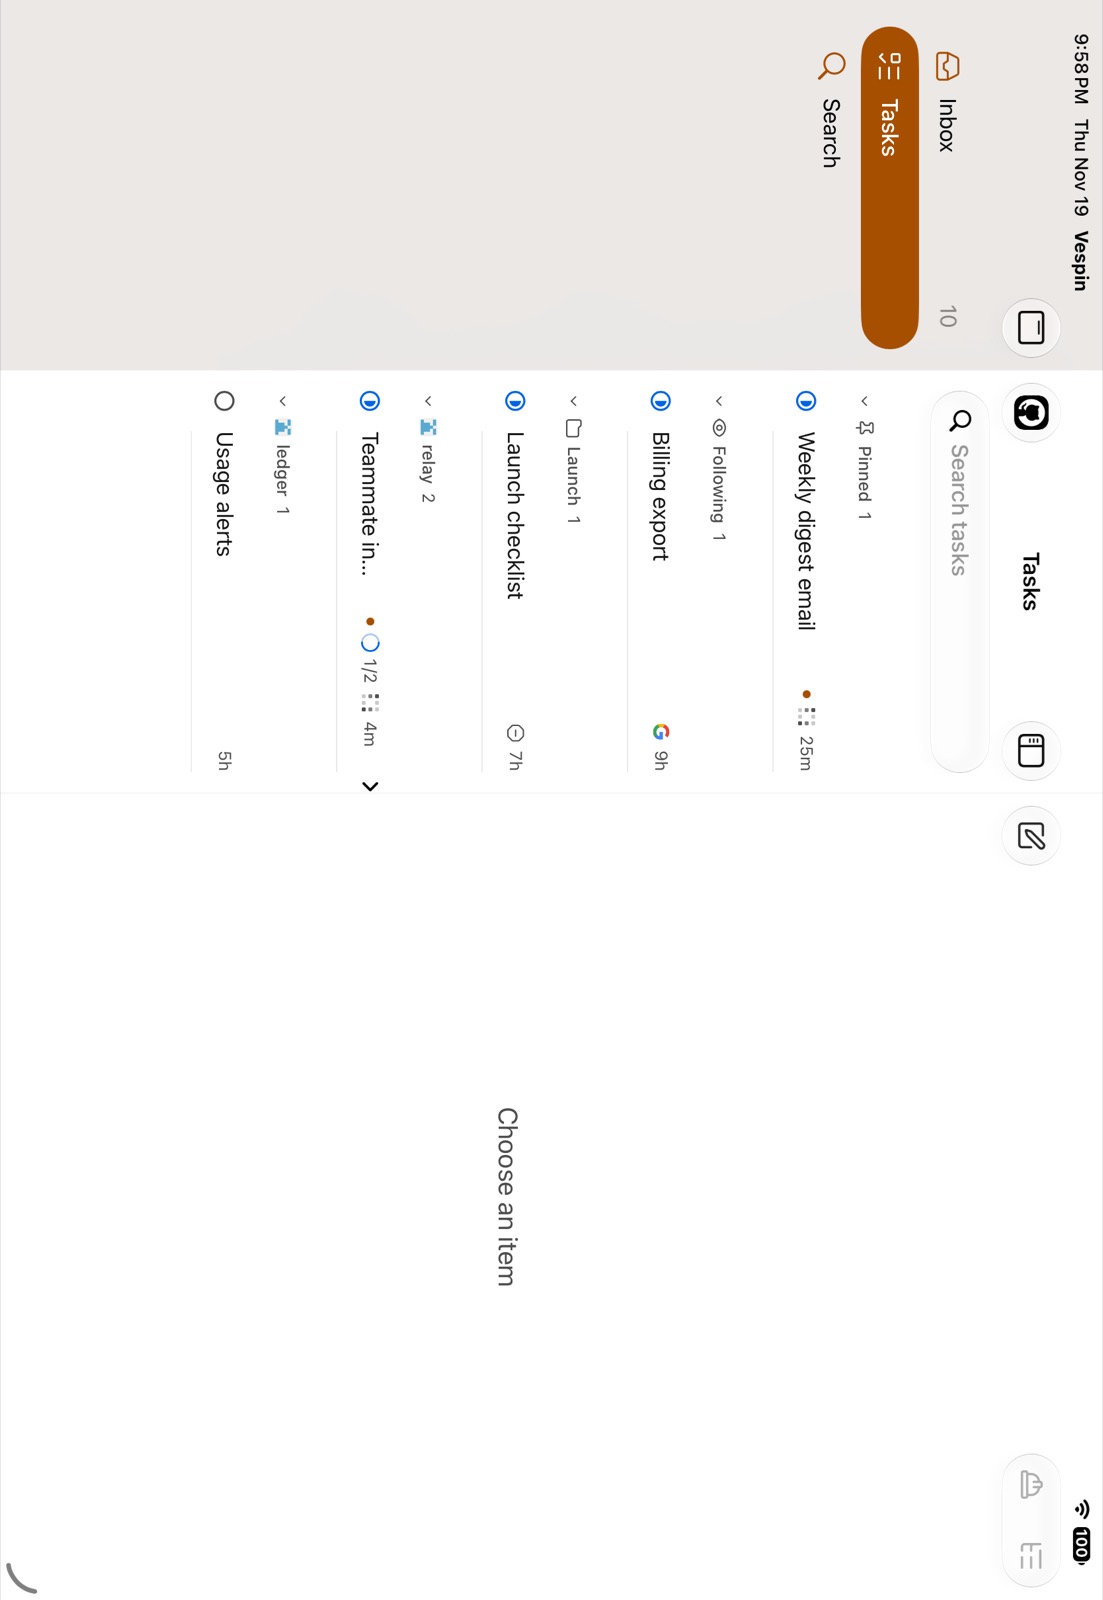 9:58 PM Thu Nov 19 Vespin
100
Inbox 10
Tasks
Search
Tasks
Search tasks
Pinned 1
Weekly digest email 25m
Following 1
Billing export 9h
Launch 1
Launch checklist 7h
relay 2
Teammate in... 1/2 4m
ledger 1
Usage alerts 5h
Choose an item